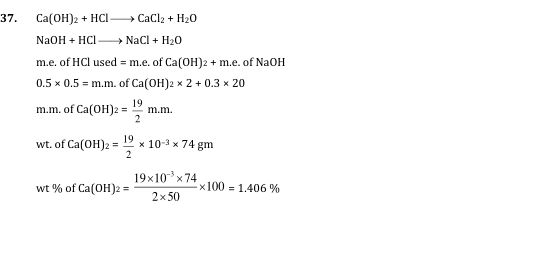 37. Ca(OH)2 + HCl ⟶ CaCl2 + H2O
NaOH + HCl ⟶ NaCl + H2O
m.e. of HCl used = m.e. of Ca(OH)2 + m.e. of NaOH
0.5 × 0.5 = m.m. of Ca(OH)2 × 2 + 0.3 × 20
m.m. of Ca(OH)2 = 19/2 m.m.
wt. of Ca(OH)2 = 19/2 × 10⁻³ × 74 gm
wt % of Ca(OH)2 = (19×10⁻³×74)/(2×50) ×100 = 1.406 %